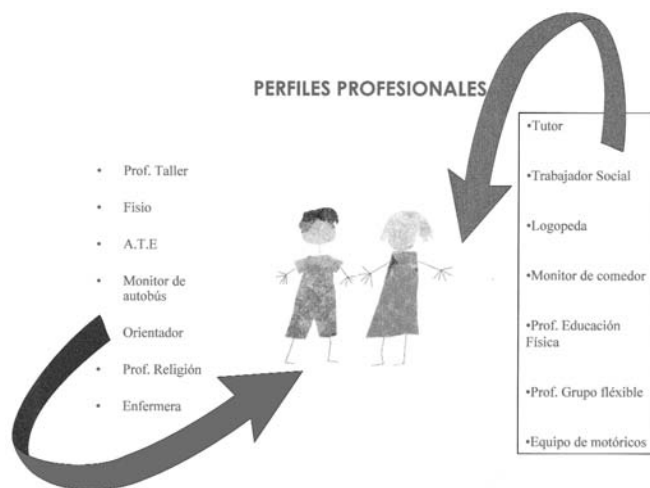 PERFILES PROFESIONALES
• Prof. Taller
• Fisio
• A.T.E
• Monitor de
autobús
Orientador
• Prof. Religión
• Enfermera
•Tutor
•Trabajador Social
•Logopeda
•Monitor de comedor
•Prof. Educación
Física
•Prof. Grupo fléxible
•Equipo de motóricos